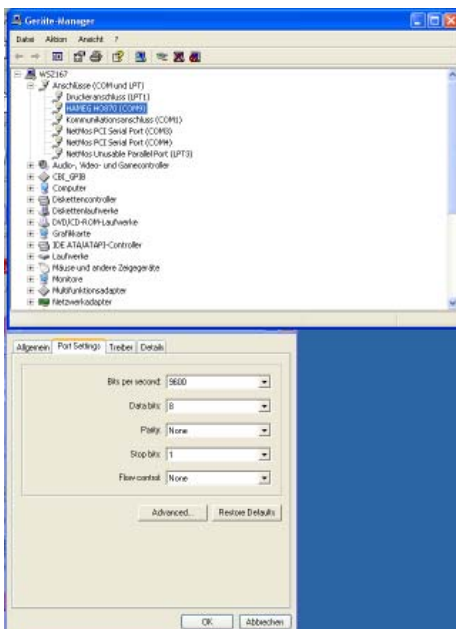 Geräte-Manager
Datei Aktion Ansicht ?
WS2167
Anschlüsse (COM und LPT)
Druckeranschluss (LPT1)
HAMEG HO870 (COM9)
Kommunikationsanschluss (COM1)
NetMos PCI Serial Port (COM3)
NetMos PCI Serial Port (COM4)
NetMos Unusable Parallel Port (LPT3)
Audio-, Video- und Gamecontroller
CBI_GPIB
Computer
Diskettencontroller
Diskettenlaufwerke
DVD/CD-ROM-Laufwerke
Grafikkarte
IDE ATA/ATAPI-Controller
Laufwerke
Mäuse und andere Zeigegeräte
Monitore
Multifunktionsadapter
Netzwerkadapter
Allgemein Port Settings Treiber Details
Bits per second: 9600
Data bits: 8
Parity: None
Stop bits: 1
Flow control: None
Advanced... Restore Defaults
OK Abbrechen